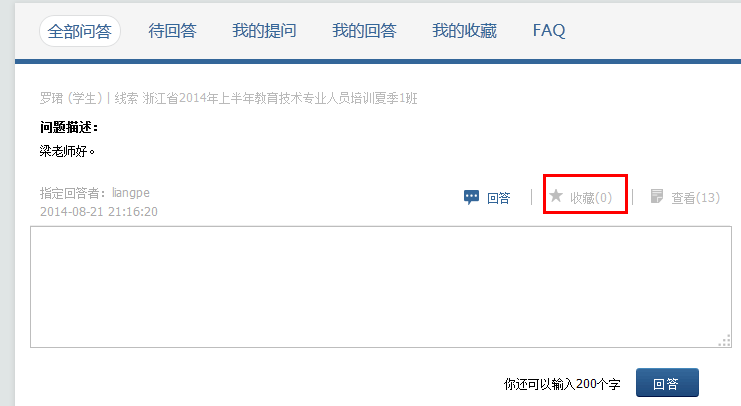 全部问答 待回答 我的提问 我的回答 我的收藏 FAQ
罗珺 (学生) | 线索 浙江省2014年上半年教育技术专业人员培训夏季1班
问题描述：
梁老师好。
指定回答者：liangpe
2014-08-21 21:16:20
回答 | 收藏(0) | 查看(13)
你还可以输入200个字 回答